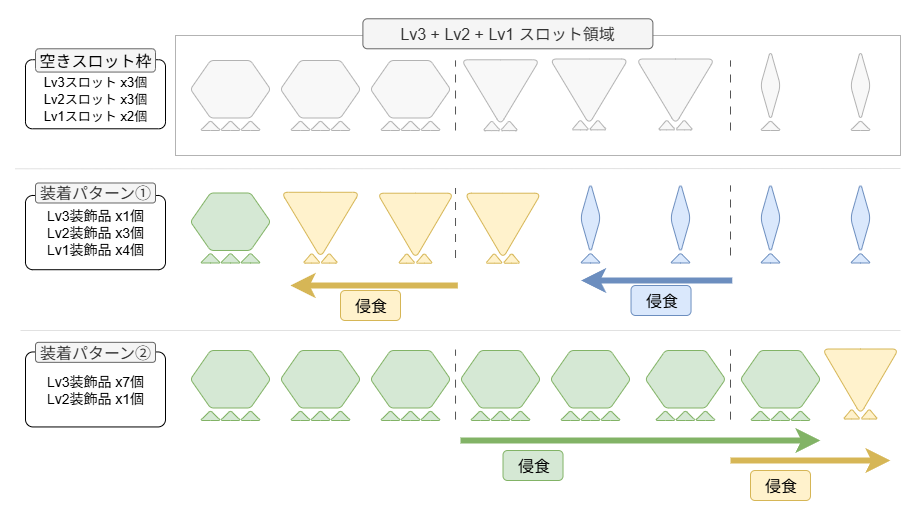 Lv3 + Lv2 + Lv1 スロット領域
空きスロット枠
Lv3スロット x3個
Lv2スロット x3個
Lv1スロット x2個
装着パターン①
Lv3装飾品 x1個
Lv2装飾品 x3個
Lv1装飾品 x4個
侵食
侵食
装着パターン②
Lv3装飾品 x7個
Lv2装飾品 x1個
侵食
侵食